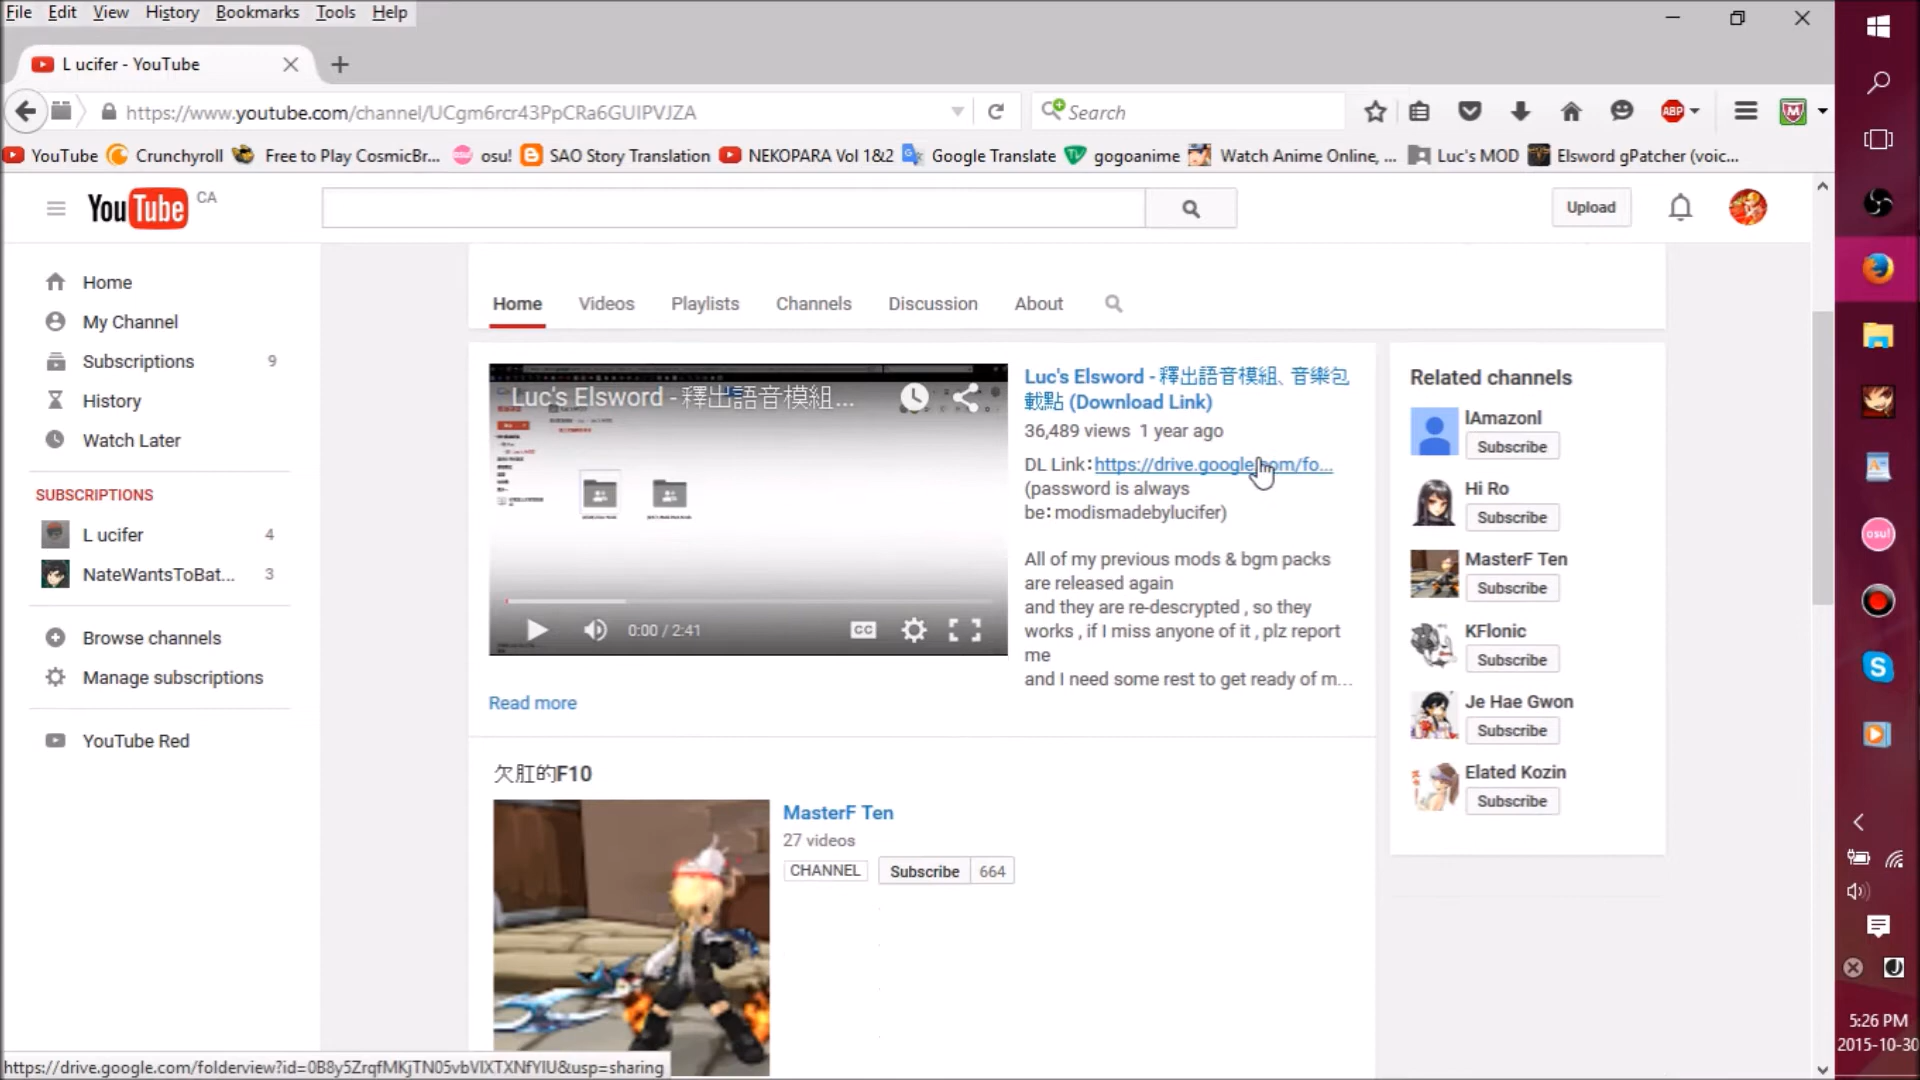 File Edit View History Bookmarks Tools Help
L ucifer - YouTube
https://www.youtube.com/channel/UCgm6rcr43PpCRa6GUIPVJZA
Search
ABP
YouTube Crunchyroll Free to Play CosmicBr... osu! SAO Story Translation NEKOPARA Vol 1&2 Google Translate gogoanime Watch Anime Online, ... Luc's MOD Elsword gPatcher (voic...
YouTube CA
Upload
Home
My Channel
Subscriptions 9
History
Watch Later
SUBSCRIPTIONS
L ucifer 4
NateWantsToBat... 3
Browse channels
Manage subscriptions
YouTube Red
Home Videos Playlists Channels Discussion About
Luc's Elsword - 釋出語音模組...
0:00 / 2:41
CC
Luc's Elsword - 釋出語音模組、音樂包
載點 (Download Link)
36,489 views 1 year ago
DL Link：https://drive.google.com/fo...
(password is always
be：modismadebylucifer)
All of my previous mods & bgm packs
are released again
and they are re-descrypted , so they
works , if I miss anyone of it , plz report
me
and I need some rest to get ready of m...
Read more
欠肛的F10
MasterF Ten
27 videos
CHANNEL Subscribe 664
Related channels
lAmazonl
Subscribe
Hi Ro
Subscribe
MasterF Ten
Subscribe
KFlonic
Subscribe
Je Hae Gwon
Subscribe
Elated Kozin
Subscribe
osu!
5:26 PM
2015-10-30
https://drive.google.com/folderview?id=0B8y5ZrqfMKjTN05vbVlXTXNfYlU&usp=sharing